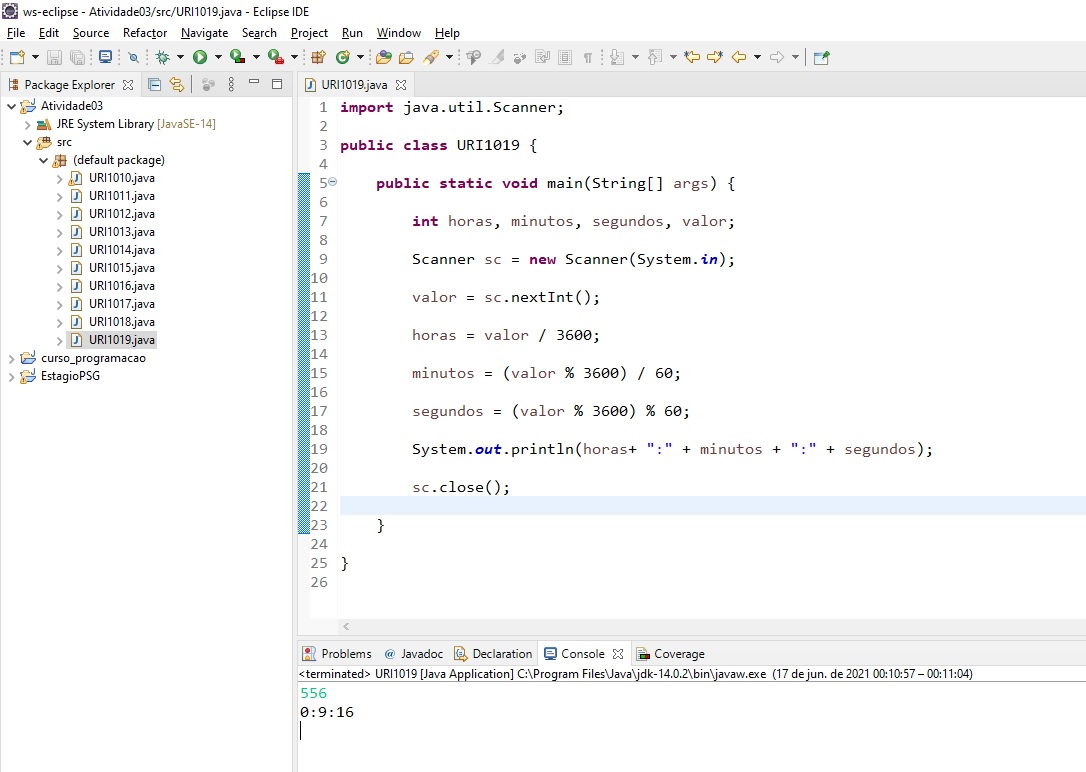 ws-eclipse - Atividade03/src/URI1019.java - Eclipse IDE
File Edit Source Refactor Navigate Search Project Run Window Help
Package Explorer
Atividade03
JRE System Library [JavaSE-14]
src
(default package)
URI1010.java
URI1011.java
URI1012.java
URI1013.java
URI1014.java
URI1015.java
URI1016.java
URI1017.java
URI1018.java
URI1019.java
curso_programacao
EstagioPSG
URI1019.java
1 import java.util.Scanner;
2
3 public class URI1019 {
4
5 public static void main(String[] args) {
6
7 int horas, minutos, segundos, valor;
8
9 Scanner sc = new Scanner(System.in);
10
11 valor = sc.nextInt();
12
13 horas = valor / 3600;
14
15 minutos = (valor % 3600) / 60;
16
17 segundos = (valor % 3600) % 60;
18
19 System.out.println(horas+ ":" + minutos + ":" + segundos);
20
21 sc.close();
22
23 }
24
25 }
26
Problems @ Javadoc Declaration Console Coverage
<terminated> URI1019 [Java Application] C:\Program Files\Java\jdk-14.0.2\bin\javaw.exe (17 de jun. de 2021 00:10:57 – 00:11:04)
556
0:9:16